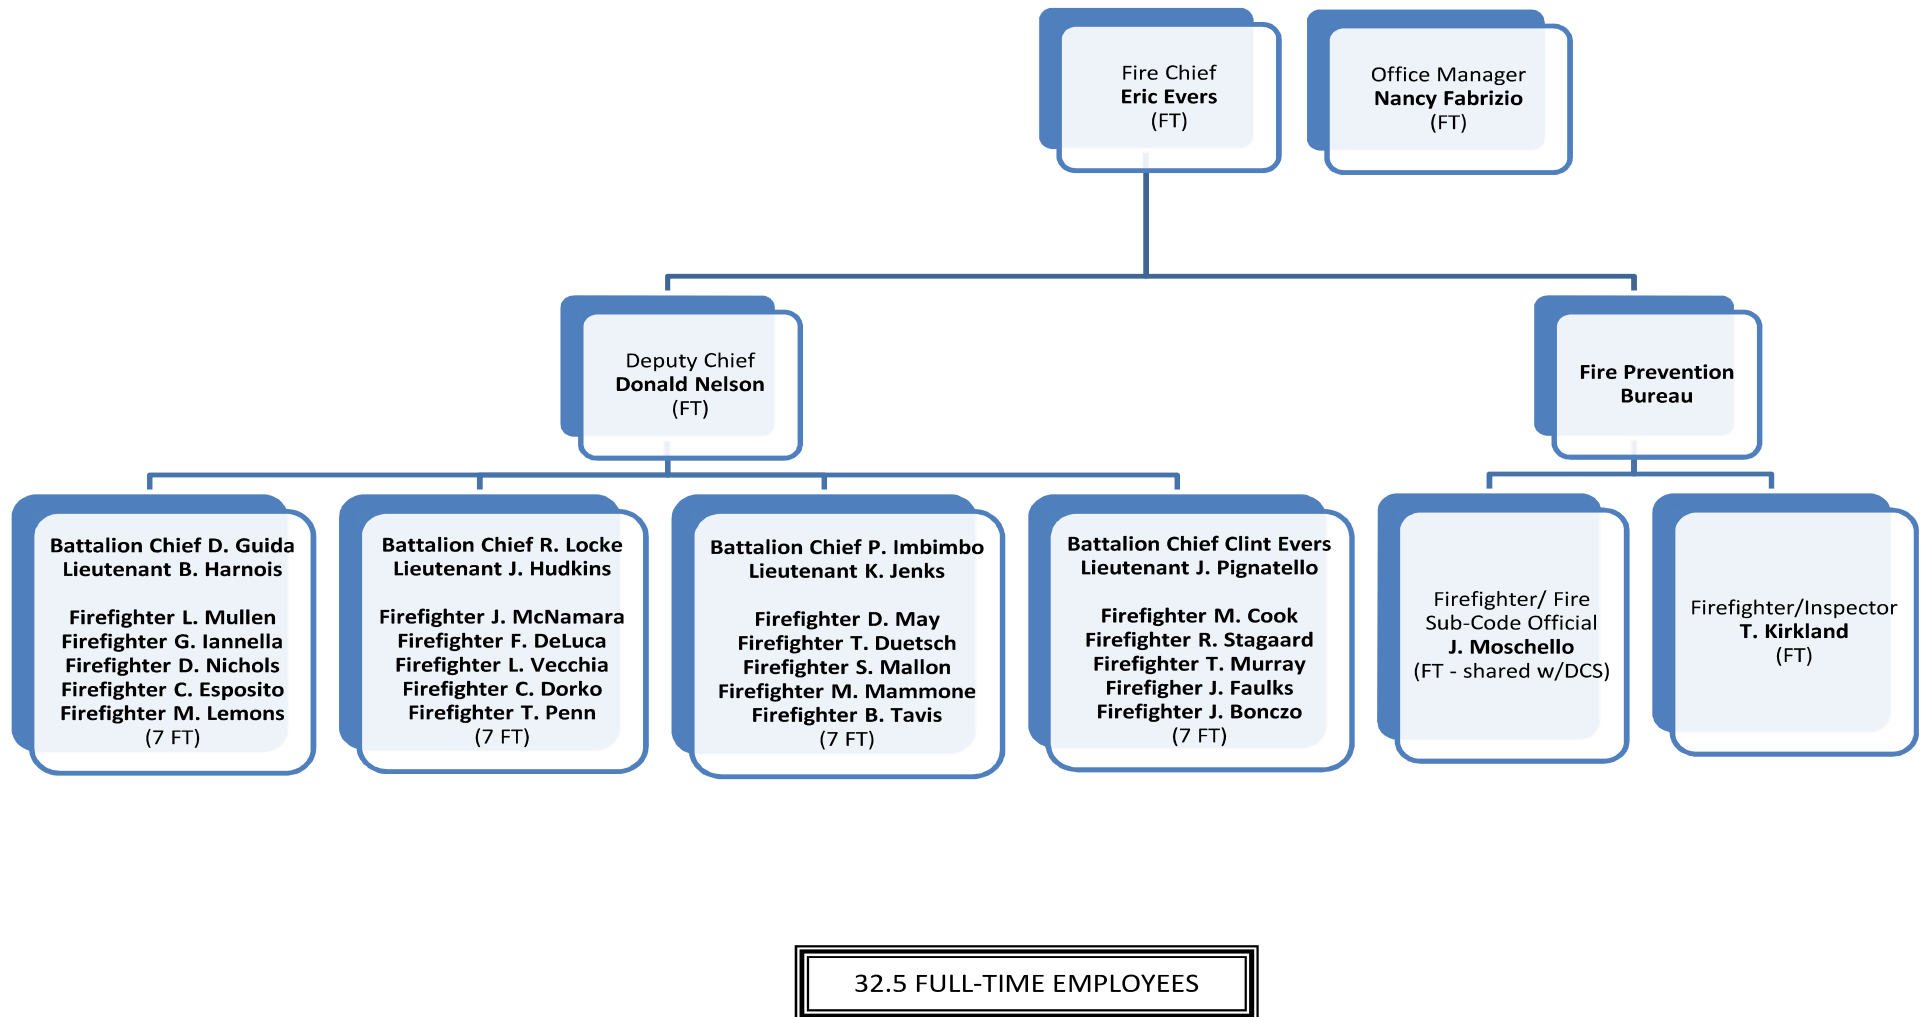 Fire Chief
Eric Evers
(FT)
Office Manager
Nancy Fabrizio
(FT)
Deputy Chief
Donald Nelson
(FT)
Fire Prevention
Bureau
Battalion Chief D. Guida
Lieutenant B. Harnois
Firefighter L. Mullen
Firefighter G. Iannella
Firefighter D. Nichols
Firefighter C. Esposito
Firefighter M. Lemons
(7 FT)
Battalion Chief R. Locke
Lieutenant J. Hudkins
Firefighter J. McNamara
Firefighter F. DeLuca
Firefighter L. Vecchia
Firefighter C. Dorko
Firefighter T. Penn
(7 FT)
Battalion Chief P. Imbimbo
Lieutenant K. Jenks
Firefighter D. May
Firefighter T. Duetsch
Firefighter S. Mallon
Firefighter M. Mammone
Firefighter B. Tavis
(7 FT)
Battalion Chief Clint Evers
Lieutenant J. Pignatello
Firefighter M. Cook
Firefighter R. Stagaard
Firefighter T. Murray
Firefigher J. Faulks
Firefighter J. Bonczo
(7 FT)
Firefighter/ Fire
Sub-Code Official
J. Moschello
(FT - shared w/DCS)
Firefighter/Inspector
T. Kirkland
(FT)
32.5 FULL-TIME EMPLOYEES